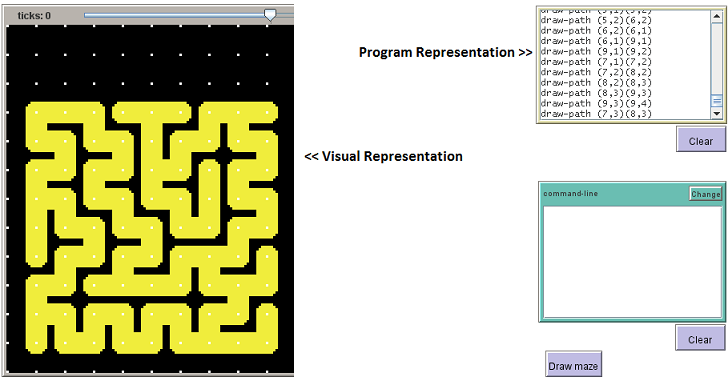 ticks: 0
draw-path (5,1)(5,2)
draw-path (5,2)(6,2)
draw-path (6,2)(6,1)
draw-path (6,1)(9,1)
draw-path (9,1)(9,2)
draw-path (7,1)(7,2)
draw-path (7,2)(8,2)
draw-path (8,2)(8,3)
draw-path (8,3)(9,3)
draw-path (9,3)(9,4)
draw-path (7,3)(8,3)
Program Representation >>
Clear
<< Visual Representation
command-line
Change
Clear
Draw maze